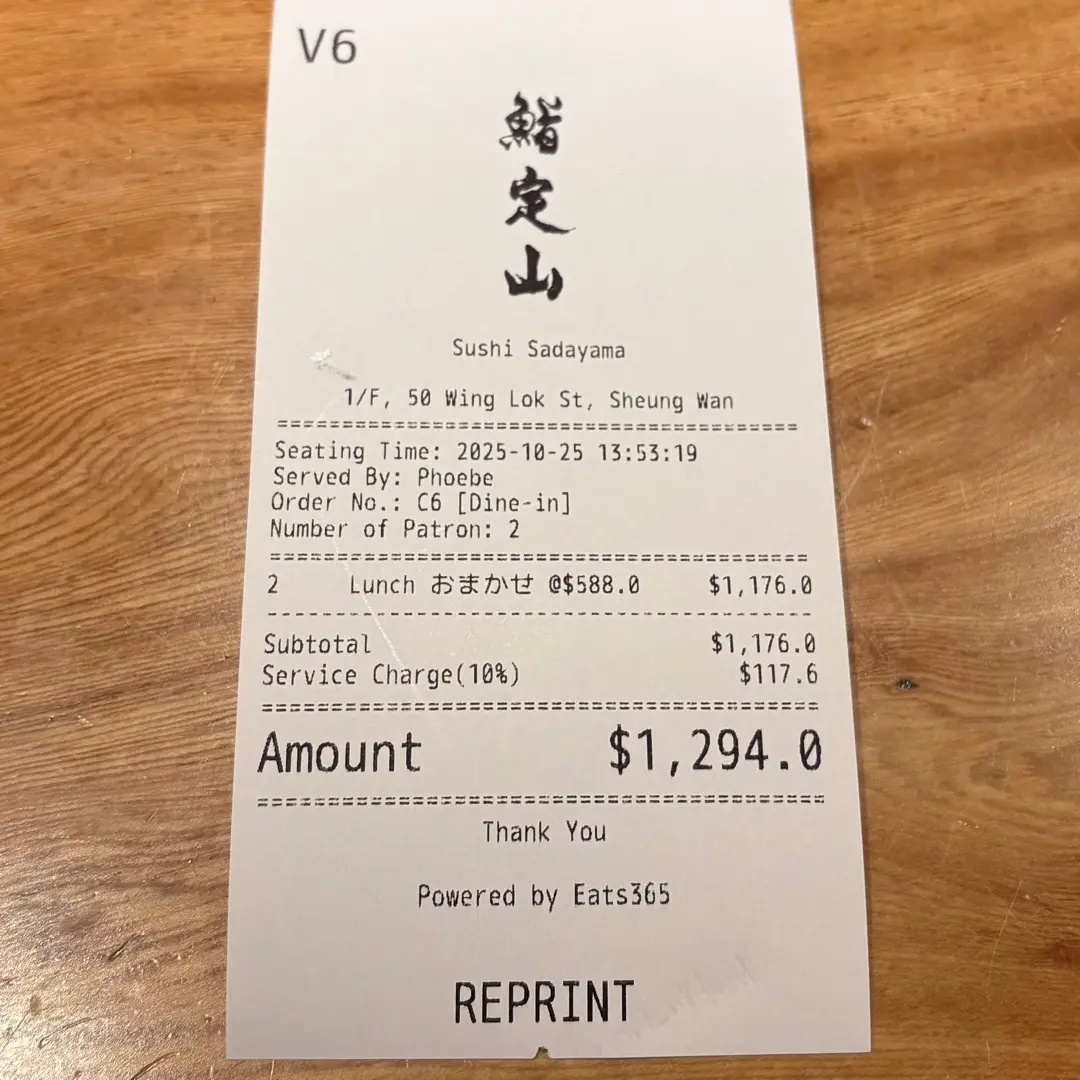 V6
鮨
定
山
Sushi Sadayama
1/F, 50 Wing Lok St, Sheung Wan
Seating Time: 2025-10-25 13:53:19
Served By: Phoebe
Order No.: C6 [Dine-in]
Number of Patron: 2
2 Lunch おまかせ @$588.0 $1,176.0
Subtotal $1,176.0
Service Charge(10%) $117.6
Amount $1,294.0
Thank You
Powered by Eats365
REPRINT